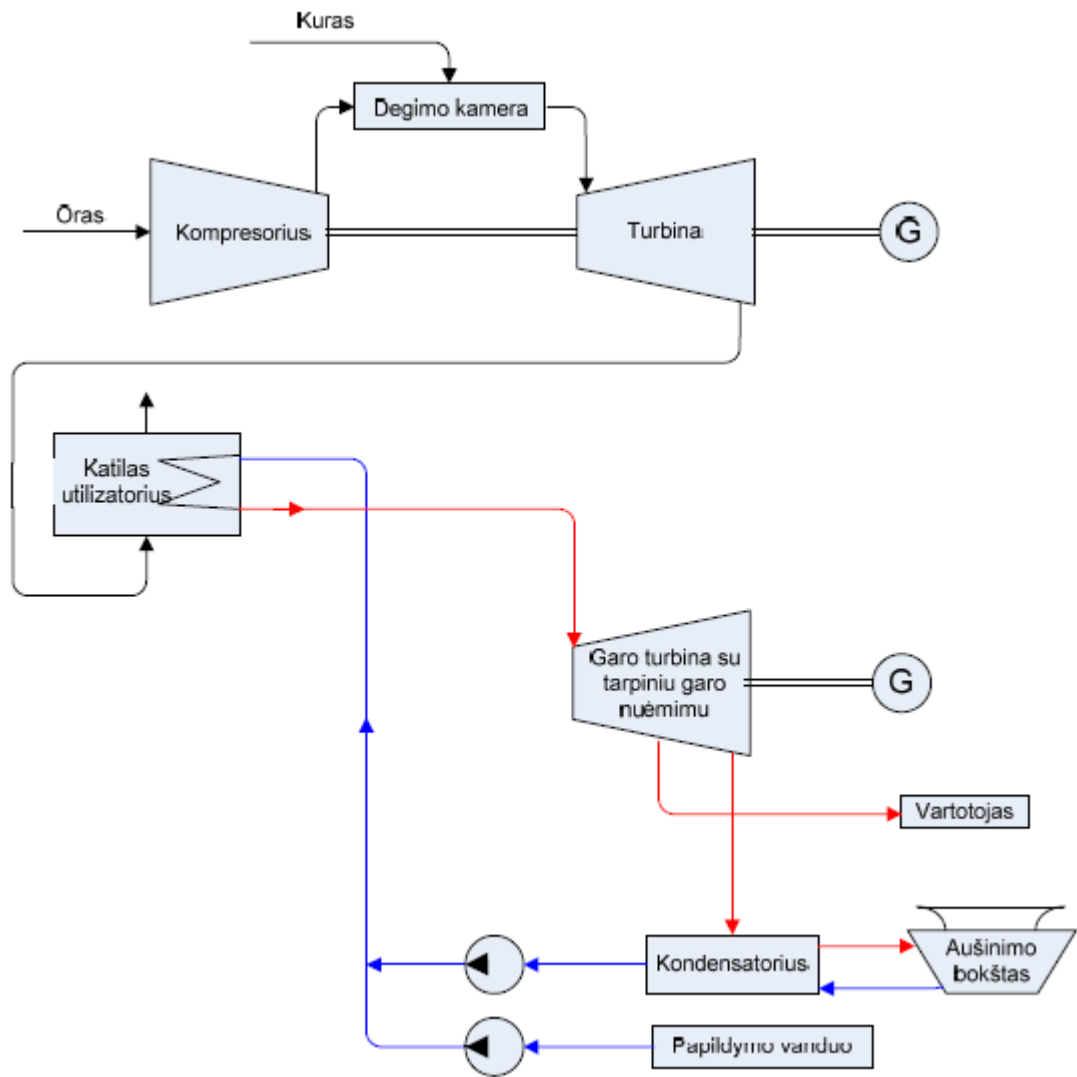 Kuras
Degimo kamera
Oras
Kompresorius
Turbina
G
Katilas
utilizatorius
Garo turbina su
tarpiniu garo
nuėmimu
G
Vartotojas
Kondensatorius
Aušinimo
bokštas
Papildymo vanduo